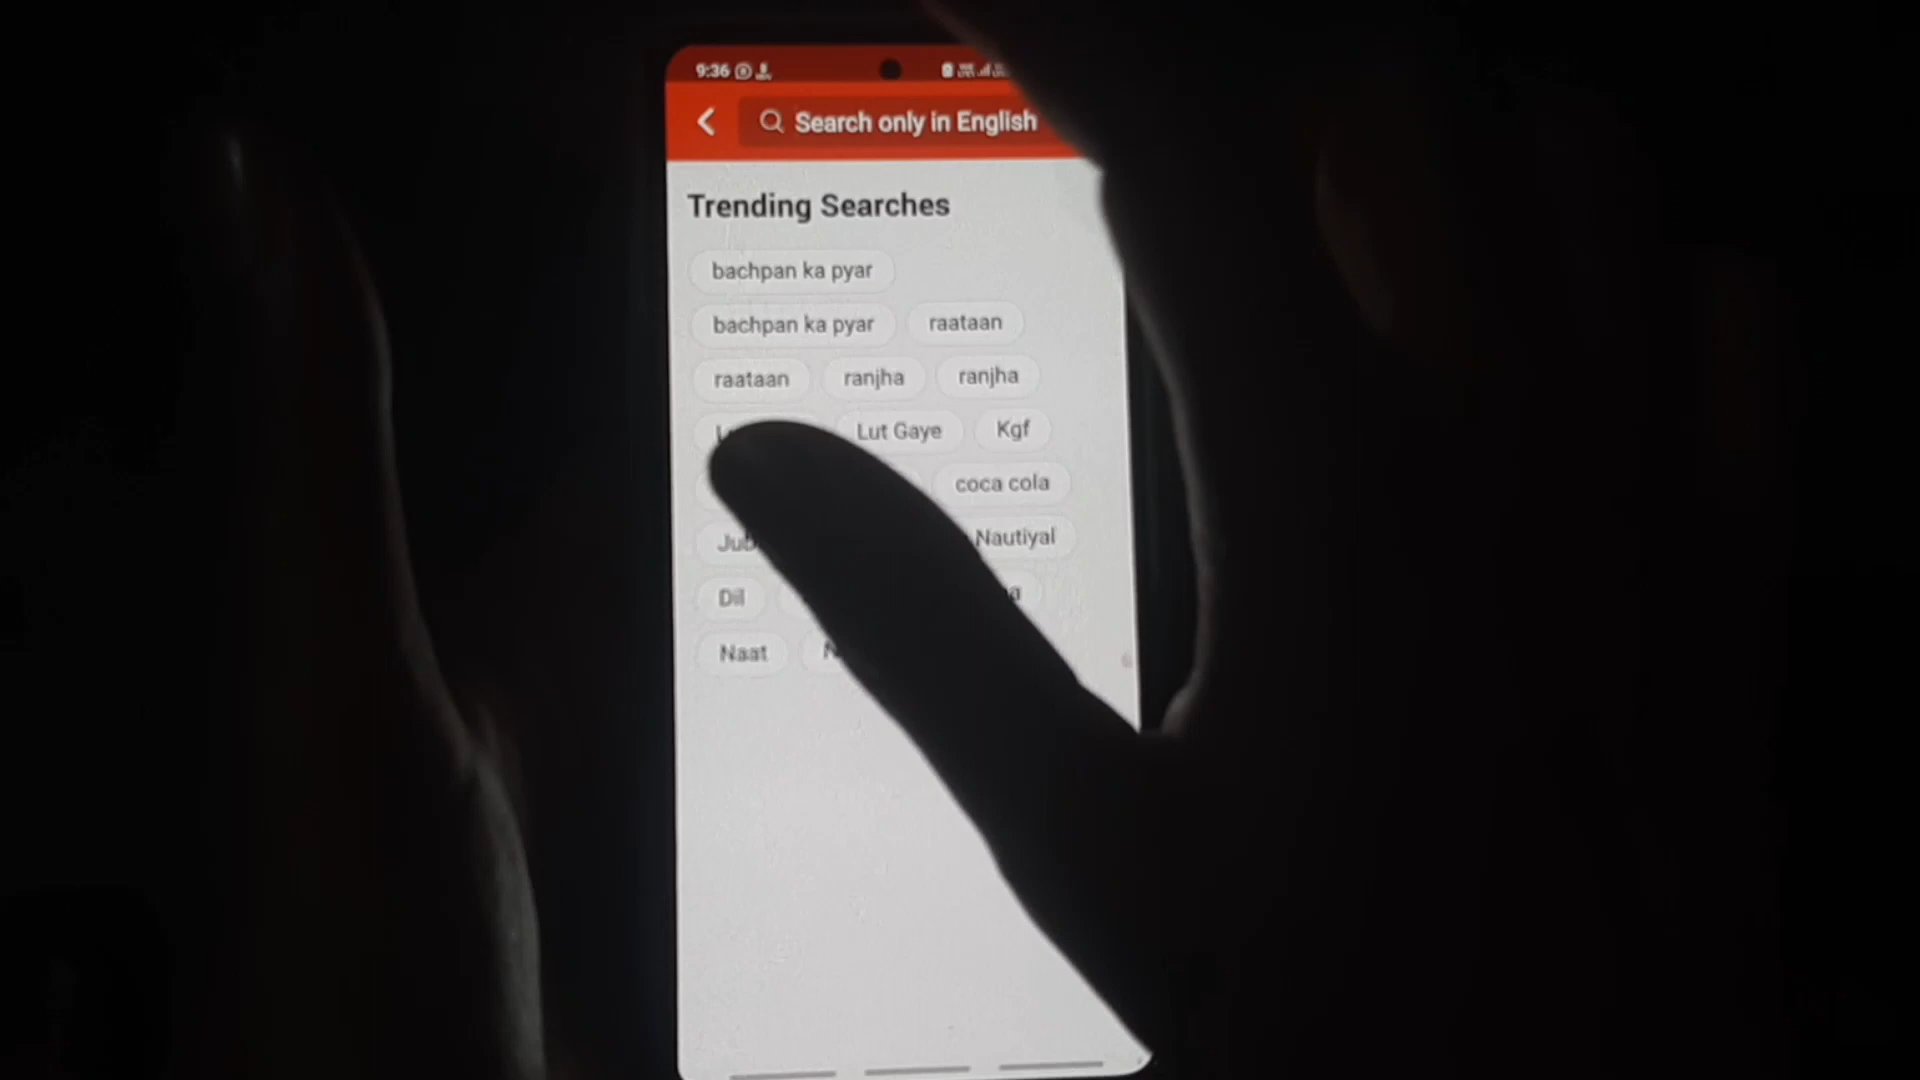 9:36
Search only in English
Trending Searches
bachpan ka pyar
bachpan ka pyar raataan
raataan ranjha ranjha
Lut Gaye Kgf
coca cola
Nautiyal
Dil
Naat